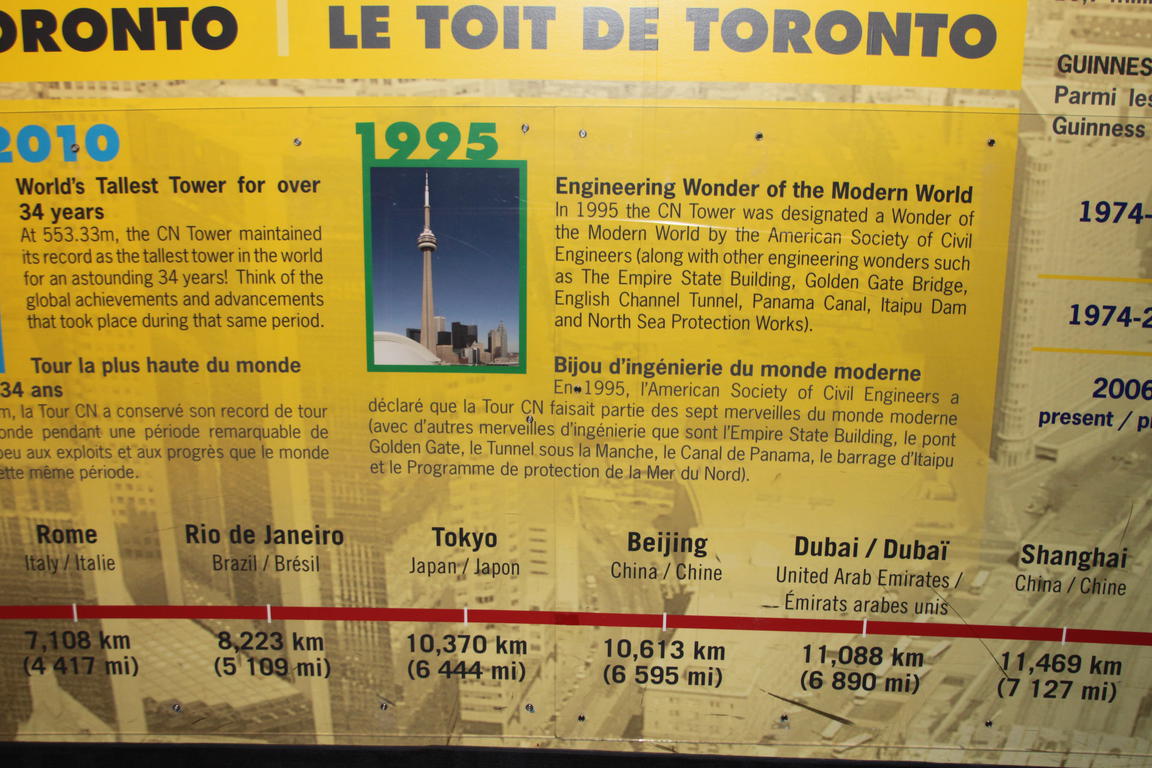 ORONTO
LE TOIT DE TORONTO
2010
World's Tallest Tower for over
34 years
At 553.33m, the CN Tower maintained
its record as the tallest tower in the world
for an astounding 34 years! Think of the
global achievements and advancements
that took place during that same period.
Tour la plus haute du monde
34 ans
m, la Tour CN a conservé son record de tour
onde pendant une période remarquable de
peu aux exploits et aux progrès que le monde
ette même période.
1995
Engineering Wonder of the Modern World
In 1995 the CN Tower was designated a Wonder of
the Modern World by the American Society of Civil
Engineers (along with other engineering wonders such
as The Empire State Building, Golden Gate Bridge,
English Channel Tunnel, Panama Canal, Itaipu Dam
and North Sea Protection Works).
Bijou d'ingénierie du monde moderne
En 1995, l'American Society of Civil Engineers a
déclaré que la Tour CN faisait partie des sept merveilles du monde moderne
(avec d'autres merveilles d'ingénierie que sont l'Empire State Building, le pont
Golden Gate, le Tunnel sous la Manche, le Canal de Panama, le barrage d'Itaipu
et le Programme de protection de la Mer du Nord).
GUINNES
Parmi les
Guinness
1974-
1974-2
2006
present / p
Rome
Italy / Italie
7,108 km
(4 417 mi)
Rio de Janeiro
Brazil / Brésil
8,223 km
(5 109 mi)
Tokyo
Japan / Japon
10,370 km
(6 444 mi)
Beijing
China / Chine
10,613 km
(6 595 mi)
Dubai / Dubaï
United Arab Emirates /
Émirats arabes unis
11,088 km
(6 890 mi)
Shanghai
China / Chine
11,469 km
(7 127 mi)